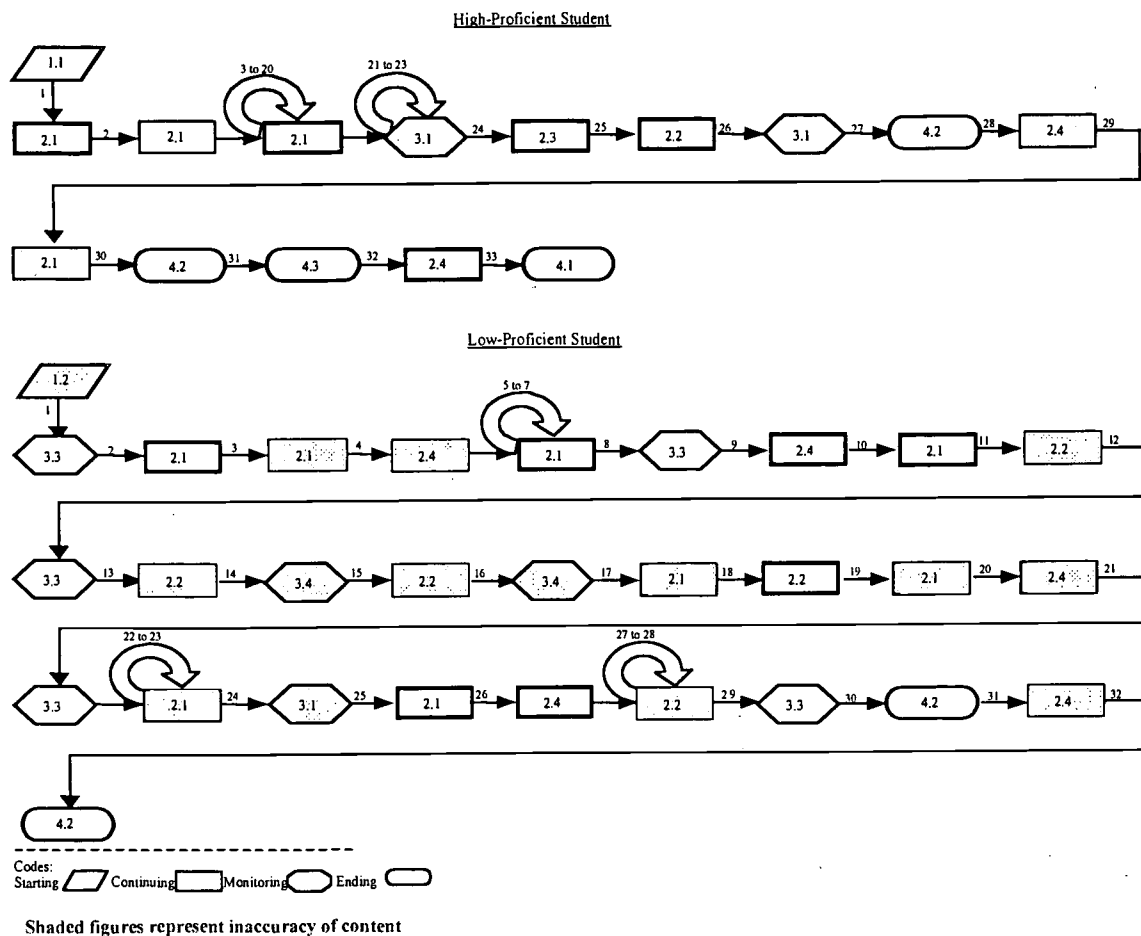 High-Proficient Student
1.1
1
3 to 20
21 to 23
2.1 2 2.1 2.1 3.1 24 2.3 25 2.2 26 3.1 27 4.2 28 2.4 29
2.1 30 4.2 31 4.3 32 2.4 33 4.1
Low-Proficient Student
1.2
1
5 to 7
3.3 2 2.1 3 2.1 4 2.4 2.1 8 3.3 9 2.4 10 2.1 11 2.2 12
3.3 13 2.2 14 3.4 15 2.2 16 3.4 17 2.1 18 2.2 19 2.1 20 2.4 21
22 to 23
27 to 28
3.3 2.1 24 3.1 25 2.1 26 2.4 2.2 29 3.3 30 4.2 31 2.4 32
4.2
Codes:
Starting Continuing Monitoring Ending
Shaded figures represent inaccuracy of content